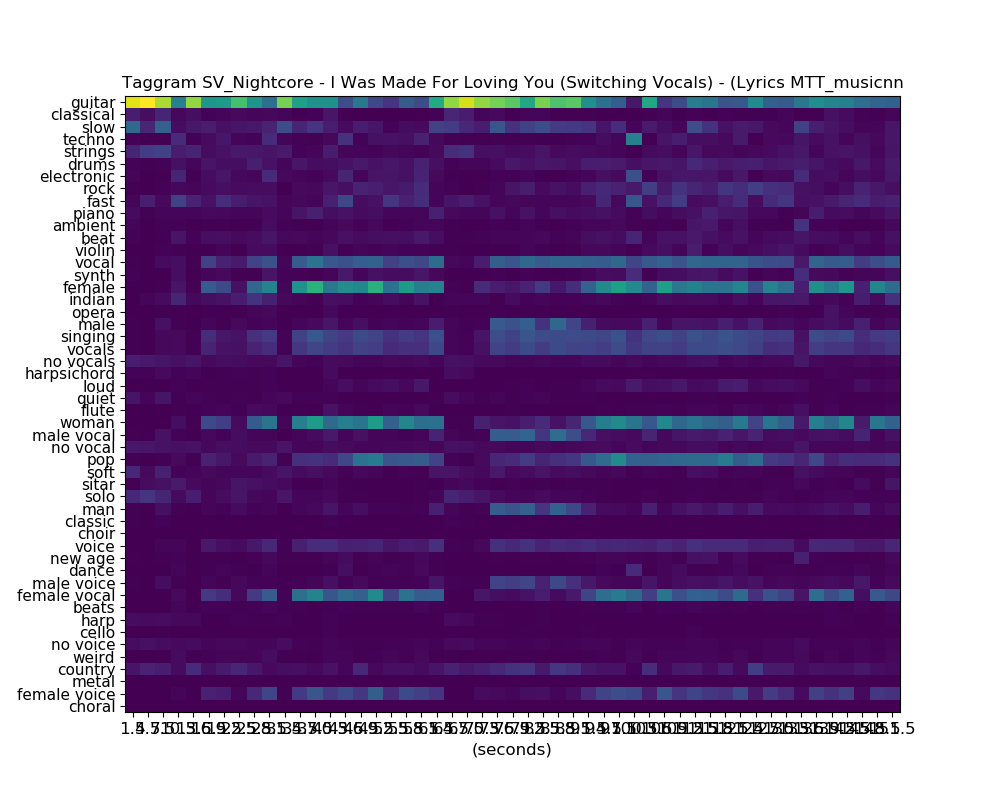 Taggram SV_Nightcore - I Was Made For Loving You (Switching Vocals) - (Lyrics MTT_musicnn
guitar
classical
slow
techno
strings
drums
electronic
rock
fast
piano
ambient
beat
violin
vocal
synth
female
indian
opera
male
singing
vocals
no vocals
harpsichord
loud
quiet
flute
woman
male vocal
no vocal
pop
soft
sitar
solo
man
classic
choir
voice
new age
dance
male voice
female vocal
beats
harp
cello
no voice
weird
country
metal
female voice
choral
(seconds)